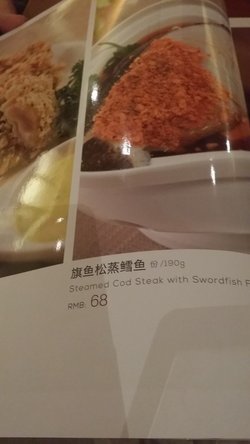 旗鱼松蒸鳕鱼 份/190g
Steamed Cod Steak with Swordfish
RMB 68